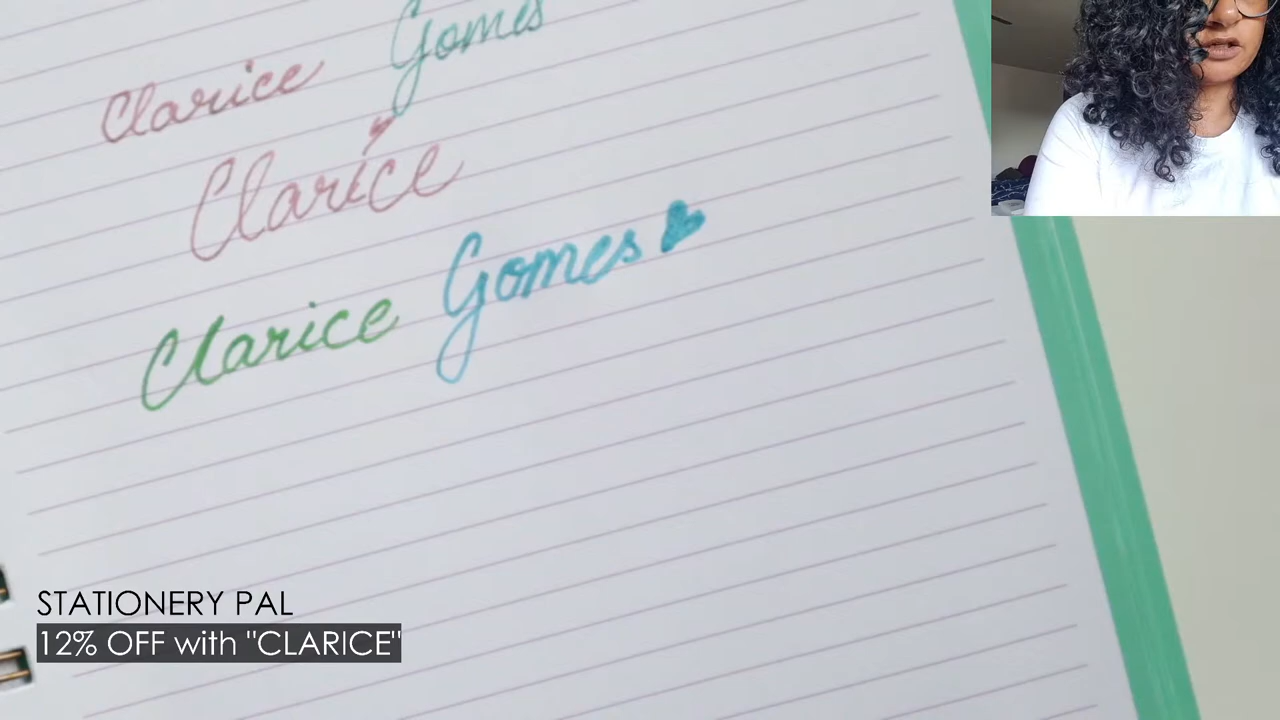 Gomes
Clarice
Clarice
Clarice Gomes
STATIONERY PAL
12% OFF with "CLARICE"